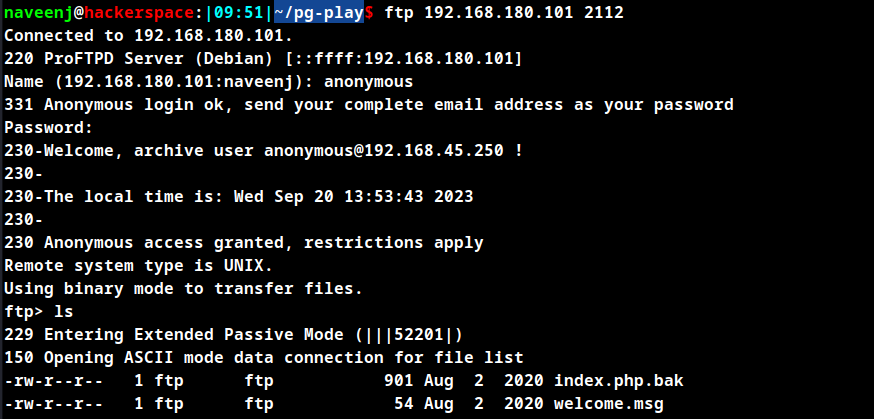 naveenj@hackerspace:|09:51|~/pg-play$ ftp 192.168.180.101 2112
Connected to 192.168.180.101.
220 ProFTPD Server (Debian) [::ffff:192.168.180.101]
Name (192.168.180.101:naveenj): anonymous
331 Anonymous login ok, send your complete email address as your password
Password:
230-Welcome, archive user anonymous@192.168.45.250 !
230-
230-The local time is: Wed Sep 20 13:53:43 2023
230-
230 Anonymous access granted, restrictions apply
Remote system type is UNIX.
Using binary mode to transfer files.
ftp> ls
229 Entering Extended Passive Mode (|||52201|)
150 Opening ASCII mode data connection for file list
-rw-r--r--   1 ftp      ftp           901 Aug  2  2020 index.php.bak
-rw-r--r--   1 ftp      ftp            54 Aug  2  2020 welcome.msg